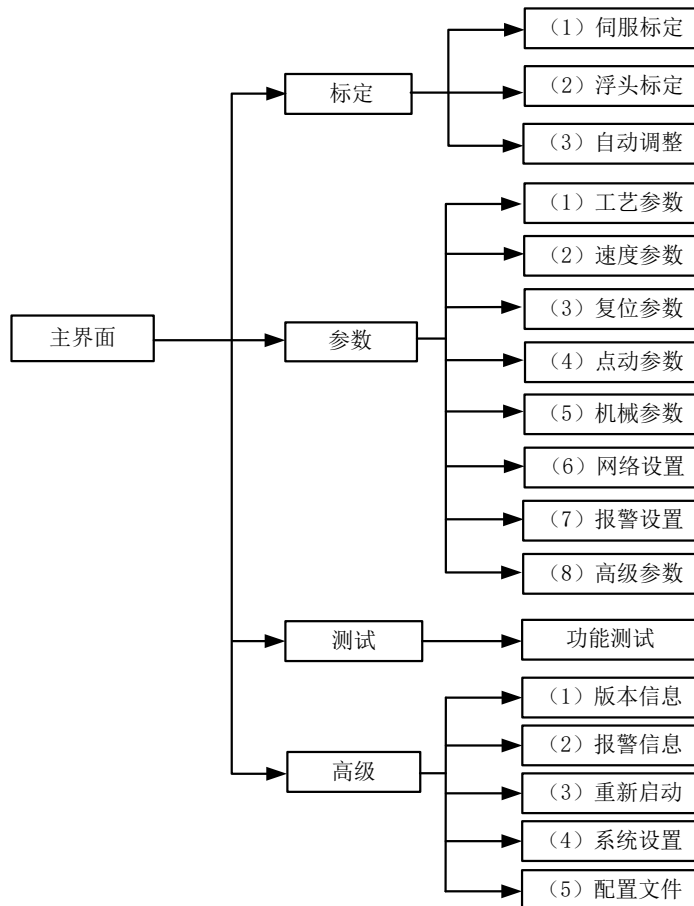 主界面
标定
（1）伺服标定
（2）浮头标定
（3）自动调整
参数
（1）工艺参数
（2）速度参数
（3）复位参数
（4）点动参数
（5）机械参数
（6）网络设置
（7）报警设置
（8）高级参数
测试
功能测试
高级
（1）版本信息
（2）报警信息
（3）重新启动
（4）系统设置
（5）配置文件